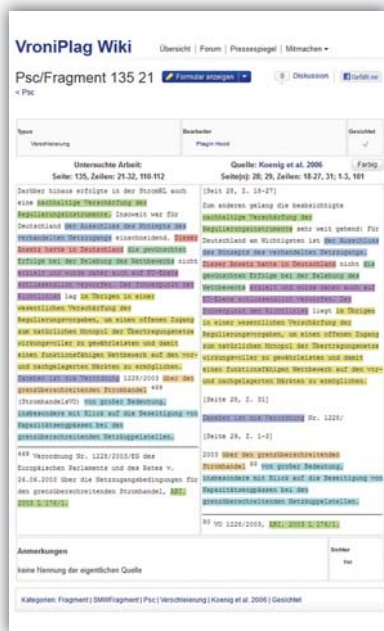 VroniPlag Wiki
Übersicht | Forum | Pressespiegel | Mitmachen
Psc/Fragment 135 21
Formular anzeigen
0 Diskussion
Gefällt mir
< Psc
Typus
Verschleierung
Bearbeiter
Plagin Hood
Gesichtet
Untersuchte Arbeit:
Seite: 135, Zeilen: 21-32, 110-112
Darüber hinaus erfolgte in der StromRL auch
eine nachhaltige Verschärfung der
Regulierungsinstrumente. Insoweit war für
Deutschland der Ausschluss des Konzepts des
verhandelten Netzzugangs einschneidend. Dieser
Ansatz hatte in Deutschland die gewünschten
Erfolge bei der Belebung des Wettbewerbs nicht
erzielt und wurde daher auch auf EU-Ebene
schlussendlich verworfen. Der Schwerpunkt der
Richtlinien lag im Übrigen in einer
wesentlichen Verschärfung der
Regulierungsvorgaben, um einen offenen Zugang
zum natürlichen Monopol der Übertragungsnetze
wirkungsvoller zu gewährleisten und damit
einen funktionsfähigen Wettbewerb auf den vor-
und nachgelagerten Märkten zu ermöglichen.
Daneben ist die Verordnung 1228/2003 über den
grenzüberschreitenden Stromhandel
(StromhandelsVO) von großer Bedeutung,
insbesondere mit Blick auf die Beseitigung von
Kapazitätsengpässen bei den
grenzüberschreitenden Netzkuppelstellen.
Verordnung Nr. 1228/2003/EG des
Europäischen Parlaments und des Rates v.
26.06.2003 über die Netzzugangsbedingungen für
den grenzüberschreitenden Stromhandel, ABl.
2003 L 176/1.
Quelle: Koenig et al. 2006
Farbig
Seite(n): 20; 29, Zeilen: 18-27, 31; 1-3, 101
[Seit 28, Z. 18-27]
Zum anderen gelang die beabsichtigte
nachhaltige Verschärfung der
Regulierungsinstrumente sehr weit gehend: Für
Deutschland am Wichtigsten ist der Ausschluss
des Konzepts des verhandelten Netzzugangs.
Dieser Ansatz hatte in Deutschland nicht die
gewünschten Erfolge bei der Belebung des
Wettbewerbs erzielt und wurde daher auch auf
EU-Ebene schlussendlich verworfen. Der
Schwerpunkt der Richtlinien liegt im Übrigen
in einer wesentlichen Verschärfung der
Regulierungsvorgaben, um einen offenen Zugang
zum natürlichen Monopol der Übertragungsnetze
wirkungsvoller zu gewährleisten und damit
einen funktionsfähigen Wettbewerb auf den vor-
und nachgelagerten Märkten zu ermöglichen.
[Seite 28, Z. 31]
Daneben ist die Verordnung Nr. 1228/
[Seite 29, Z. 1-3]
2003 über den grenzüberschreitenden
Stromhandel von großer Bedeutung,
insbesondere mit Blick auf die Beseitigung von
Kapazitätsengpässen bei den
grenzüberschreitenden Netzkuppelstellen.
VO 1228/2003, ABl. 2003 L 176/1.
Anmerkungen
keine Nennung der eigentlichen Quelle
Sichter
Kategorien: Fragment | SMWFragment | Psc | Verschleierung | Koenig et al. 2006 | Gesichtet